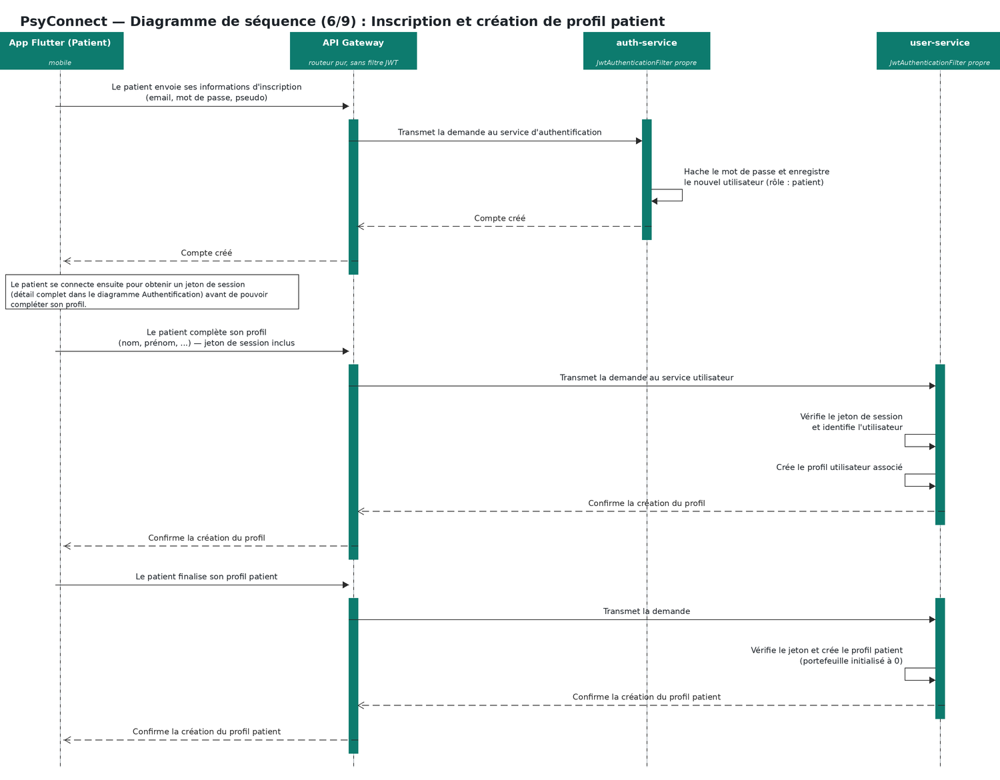 PsyConnect — Diagramme de séquence (6/9) : Inscription et création de profil patient
App Flutter (Patient)
mobile
API Gateway
routeur pur, sans filtre JWT
auth-service
JwtAuthenticationFilter propre
user-service
JwtAuthenticationFilter propre
Le patient envoie ses informations d'inscription
(email, mot de passe, pseudo)
Transmet la demande au service d'authentification
Hache le mot de passe et enregistre
le nouvel utilisateur (rôle : patient)
Compte créé
Compte créé
Le patient se connecte ensuite pour obtenir un jeton de session
(détail complet dans le diagramme Authentification) avant de pouvoir
compléter son profil.
Le patient complète son profil
(nom, prénom, ...) — jeton de session inclus
Transmet la demande au service utilisateur
Vérifie le jeton de session
et identifie l'utilisateur
Crée le profil utilisateur associé
Confirme la création du profil
Confirme la création du profil
Le patient finalise son profil patient
Transmet la demande
Vérifie le jeton et crée le profil patient
(portefeuille initialisé à 0)
Confirme la création du profil patient
Confirme la création du profil patient